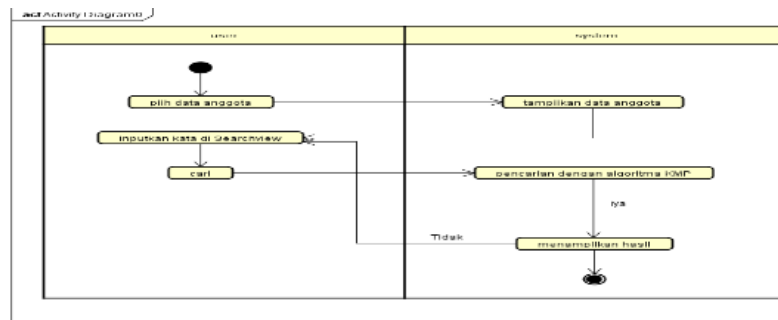 act Activity Diagram0
user
system
pilih data anggota
tampilkan data anggota
inputkan kata di Searchview
cari
pencarian dengan algoritma KMP
iya
Tidak
menampilkan hasil